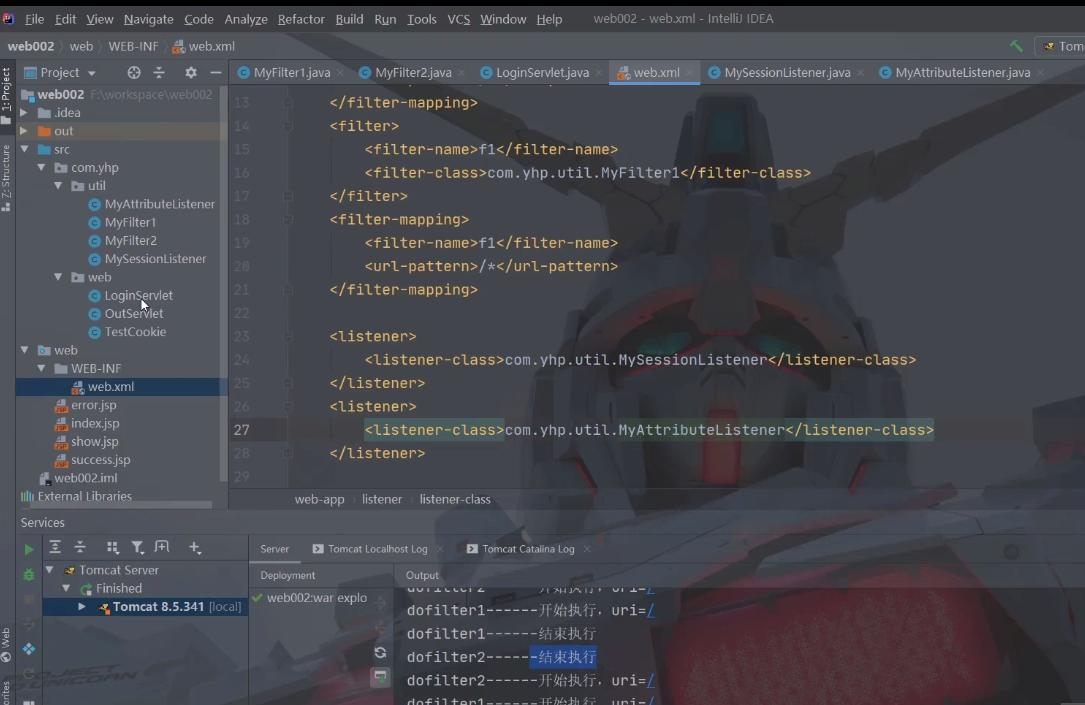 File Edit View Navigate Code Analyze Refactor Build Run Tools VCS Window Help web002 - web.xml - IntelliJ IDEA
web002 web WEB-INF web.xml Tom
1: Project
Z: Structure
Web
Project
MyFilter1.java MyFilter2.java LoginServlet.java web.xml MySessionListener.java MyAttributeListener.java
web002 F:\workspace\web002
.idea
out
src
com.yhp
util
MyAttributeListener
MyFilter1
MyFilter2
MySessionListener
web
LoginServlet
OutServlet
TestCookie
web
WEB-INF
web.xml
error.jsp
index.jsp
show.jsp
success.jsp
web002.iml
External Libraries
13 </filter-mapping>
14 <filter>
15 <filter-name>f1</filter-name>
16 <filter-class>com.yhp.util.MyFilter1</filter-class>
17 </filter>
18 <filter-mapping>
19 <filter-name>f1</filter-name>
20 <url-pattern>/*</url-pattern>
21 </filter-mapping>
22
23 <listener>
24 <listener-class>com.yhp.util.MySessionListener</listener-class>
25 </listener>
26 <listener>
27 <listener-class>com.yhp.util.MyAttributeListener</listener-class>
28 </listener>
29
web-app listener listener-class
Services
Server Tomcat Localhost Log Tomcat Catalina Log
Tomcat Server
Finished
Tomcat 8.5.341 [local]
Deployment
web002:war explo
Output
dofilter2------开始执行，uri=/
dofilter1------开始执行，uri=/
dofilter1------结束执行
dofilter2------结束执行
dofilter2------开始执行，uri=/
dofilter1------开始执行，uri=/